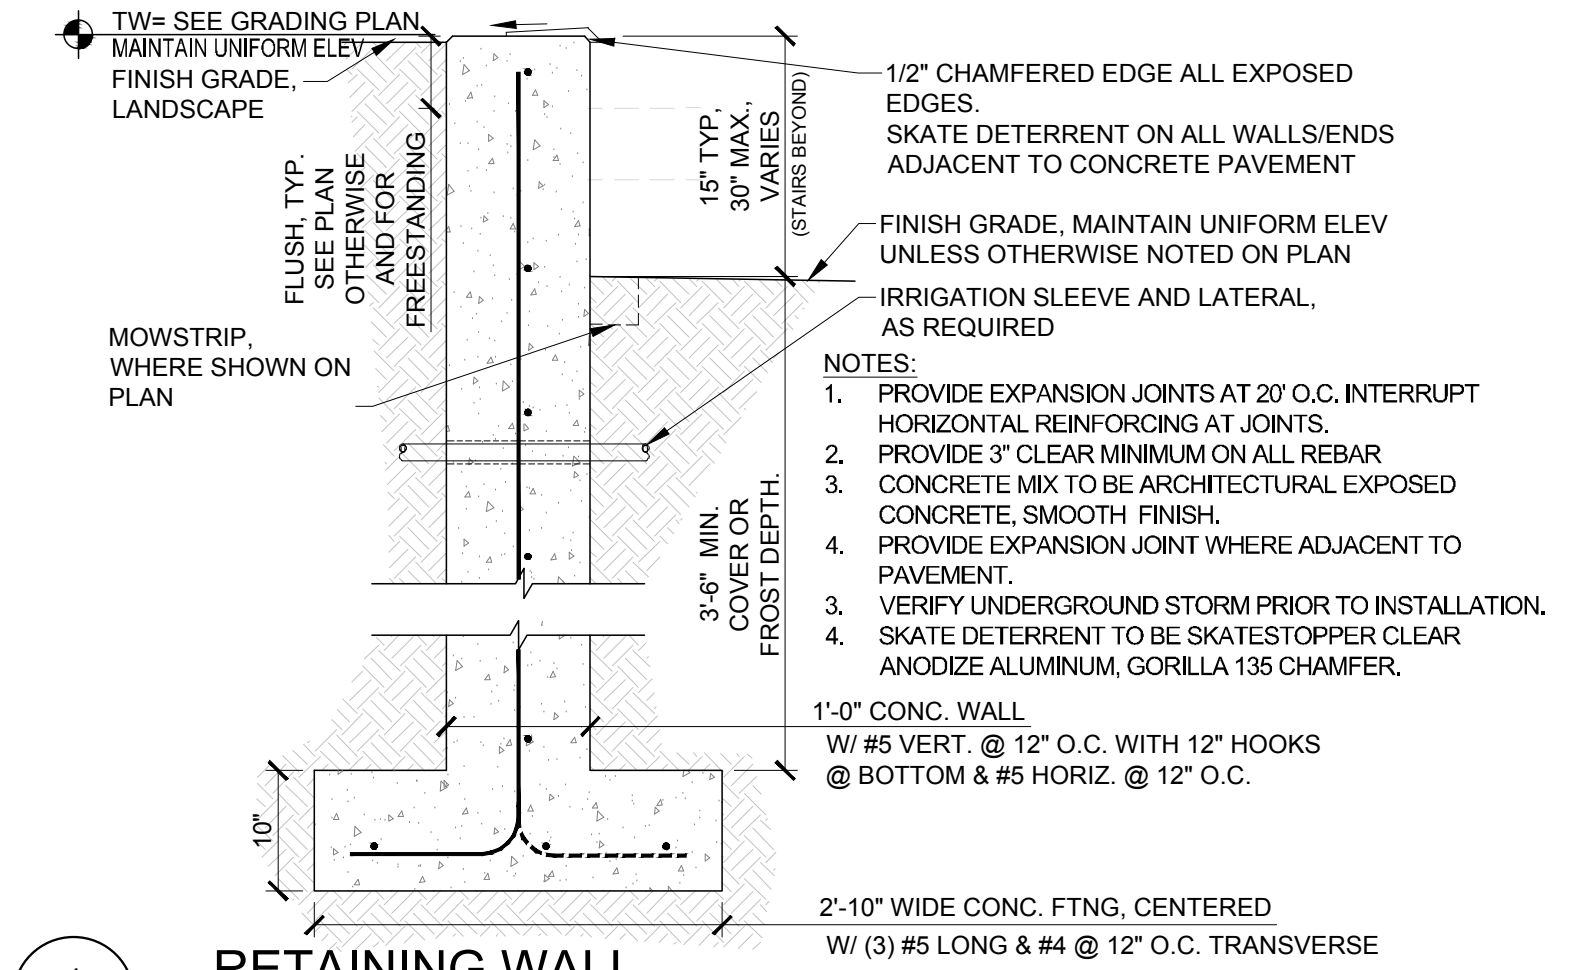 TW= SEE GRADING PLAN
MAINTAIN UNIFORM ELEV
FINISH GRADE,
LANDSCAPE
FLUSH, TYP.
SEE PLAN
OTHERWISE
AND FOR
FREESTANDING
MOWSTRIP,
WHERE SHOWN ON
PLAN
15" TYP,
30" MAX.,
VARIES
(STAIRS BEYOND)
1/2" CHAMFERED EDGE ALL EXPOSED
EDGES.
SKATE DETERRENT ON ALL WALLS/ENDS
ADJACENT TO CONCRETE PAVEMENT
FINISH GRADE, MAINTAIN UNIFORM ELEV
UNLESS OTHERWISE NOTED ON PLAN
IRRIGATION SLEEVE AND LATERAL,
AS REQUIRED
NOTES:
1. PROVIDE EXPANSION JOINTS AT 20' O.C. INTERRUPT
HORIZONTAL REINFORCING AT JOINTS.
2. PROVIDE 3" CLEAR MINIMUM ON ALL REBAR
3. CONCRETE MIX TO BE ARCHITECTURAL EXPOSED
CONCRETE, SMOOTH FINISH.
4. PROVIDE EXPANSION JOINT WHERE ADJACENT TO
PAVEMENT.
3. VERIFY UNDERGROUND STORM PRIOR TO INSTALLATION.
4. SKATE DETERRENT TO BE SKATESTOPPER CLEAR
ANODIZE ALUMINUM, GORILLA 135 CHAMFER.
3'-6" MIN.
COVER OR
FROST DEPTH.
1'-0" CONC. WALL
W/ #5 VERT. @ 12" O.C. WITH 12" HOOKS
@ BOTTOM & #5 HORIZ. @ 12" O.C.
10"
2'-10" WIDE CONC. FTNG, CENTERED
W/ (3) #5 LONG & #4 @ 12" O.C. TRANSVERSE
RETAINING WALL